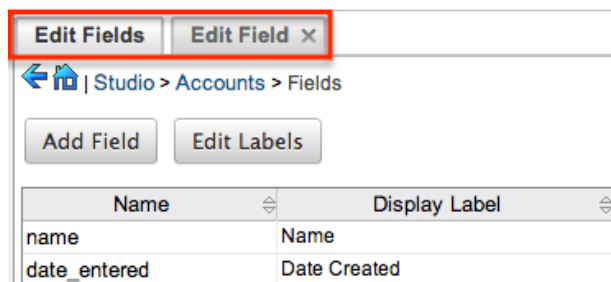 Edit Fields Edit Field ×
| Studio > Accounts > Fields
Add Field Edit Labels
Name Display Label
name Name
date_entered Date Created